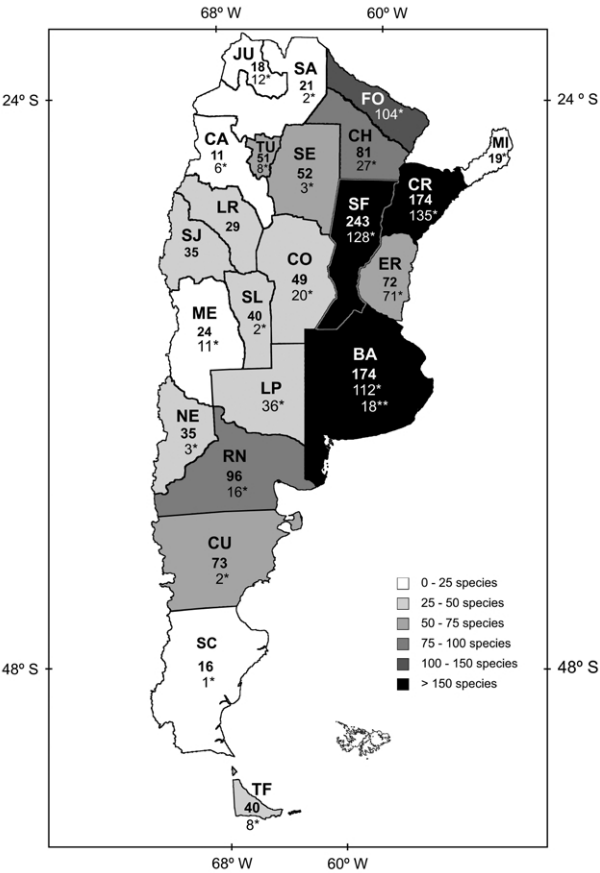 68º W
60º W
24º S
24 º S
JU
18
12*
SA
21
2*
FO
104*
CH
81
27*
MI
19*
CA
11
6*
TU
51
8*
SE
52
3*
CR
174
135*
SF
243
128*
LR
29
SJ
35
CO
49
20*
ER
72
71*
SL
40
2*
ME
24
11*
BA
174
112*
18**
LP
36*
NE
35
3*
RN
96
16*
CU
73
2*
0 - 25 species
25 - 50 species
50 - 75 species
75 - 100 species
100 - 150 species
> 150 species
SC
16
1*
48º S
48º S
TF
40
8*
68º W
60º W